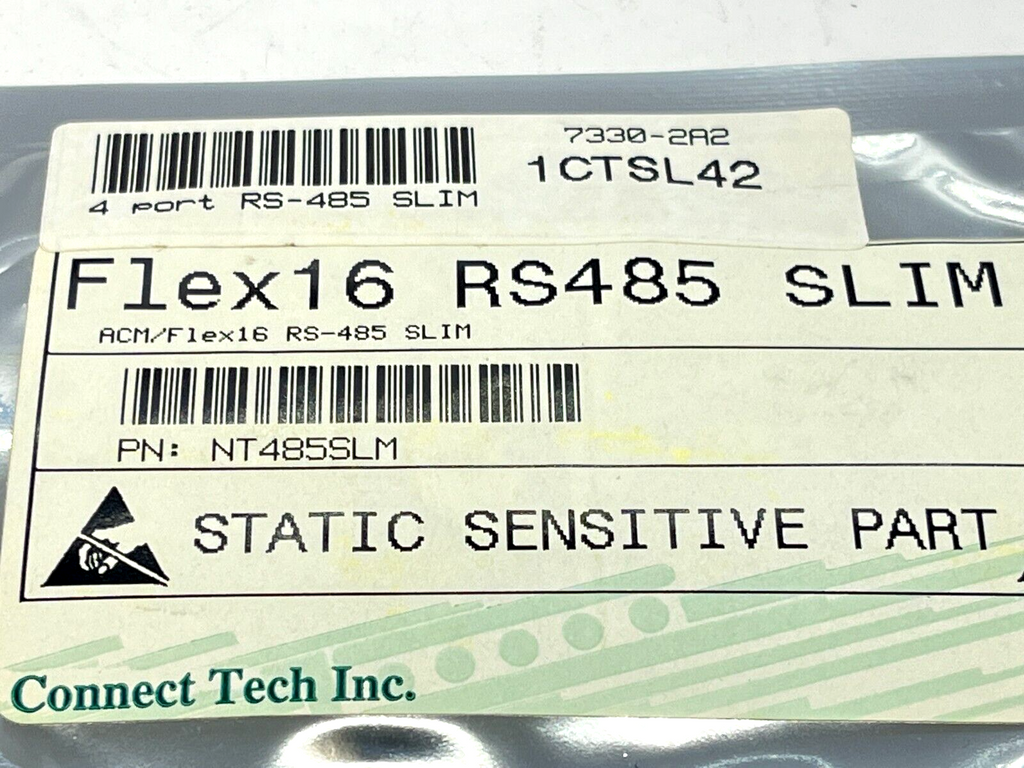 7330-2A2
1CTSL42
4 port RS-485 SLIM
Flex16 RS485 SLIM
ACM/Flex16 RS-485 SLIM
PN: NT485SLM
STATIC SENSITIVE PART
Connect Tech Inc.